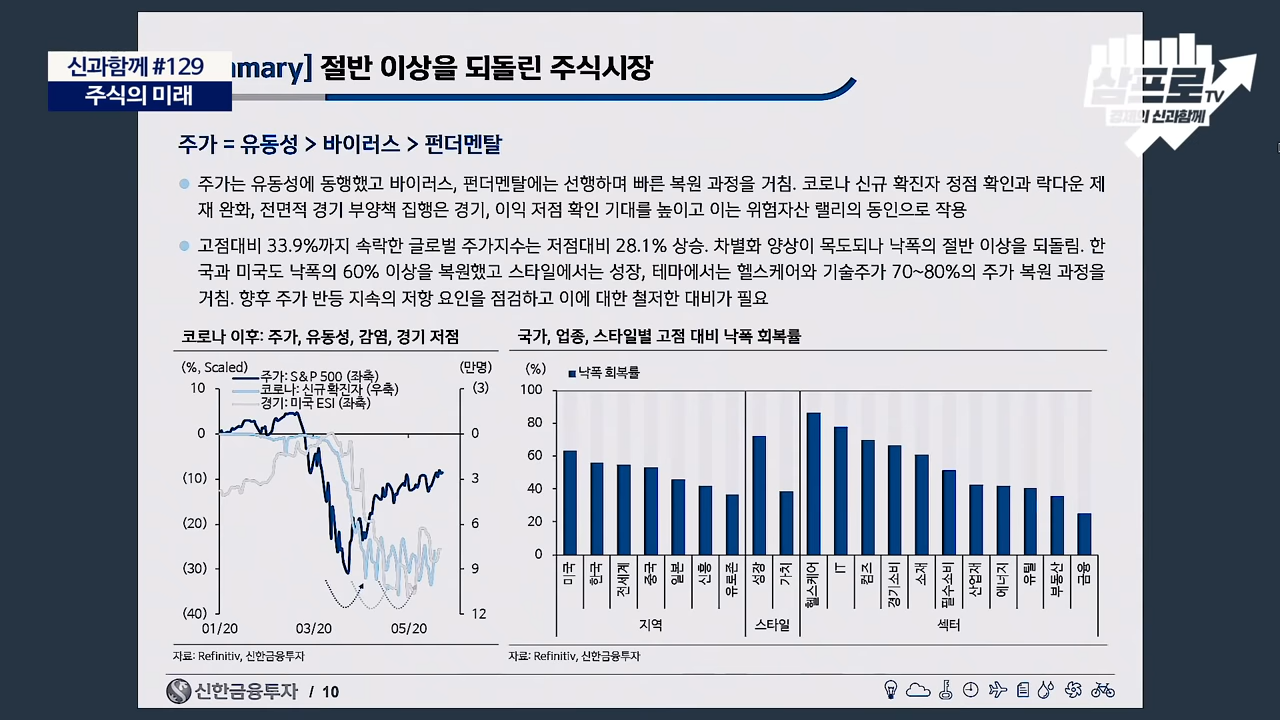 신과함께 #129
주식의 미래
mmary] 절반 이상을 되돌린 주식시장
삼프로TV
경제의 신과함께
주가 = 유동성 > 바이러스 > 펀더멘탈
주가는 유동성에 동행했고 바이러스, 펀더멘탈에는 선행하며 빠른 복원 과정을 거침. 코로나 신규 확진자 정점 확인과 락다운 제
재 완화, 전면적 경기 부양책 집행은 경기, 이익 저점 확인 기대를 높이고 이는 위험자산 랠리의 동인으로 작용
고점대비 33.9%까지 속락한 글로벌 주가지수는 저점대비 28.1% 상승. 차별화 양상이 목도되나 낙폭의 절반 이상을 되돌림. 한
국과 미국도 낙폭의 60% 이상을 복원했고 스타일에서는 성장, 테마에서는 헬스케어와 기술주가 70~80%의 주가 복원 과정을
거침. 향후 주가 반등 지속의 저항 요인을 점검하고 이에 대한 철저한 대비가 필요
코로나 이후: 주가, 유동성, 감염, 경기 저점
(%, Scaled)
(만명)
주가: S&P 500 (좌축)
코로나: 신규 확진자 (우축)
경기: 미국 ESI (좌축)
10
0
(10)
(20)
(30)
(40)
(3)
0
3
6
9
12
01/20 03/20 05/20
자료: Refinitiv, 신한금융투자
국가, 업종, 스타일별 고점 대비 낙폭 회복률
(%)
낙폭 회복률
100
80
60
40
20
0
미국 한국 전세계 중국 일본 신흥 유로존 성장 가치 헬스케어 IT 컴즈 경기소비 소재 필수소비 산업재 에너지 유틸 부동산 금융
지역 스타일 섹터
자료: Refinitiv, 신한금융투자
신한금융투자 / 10